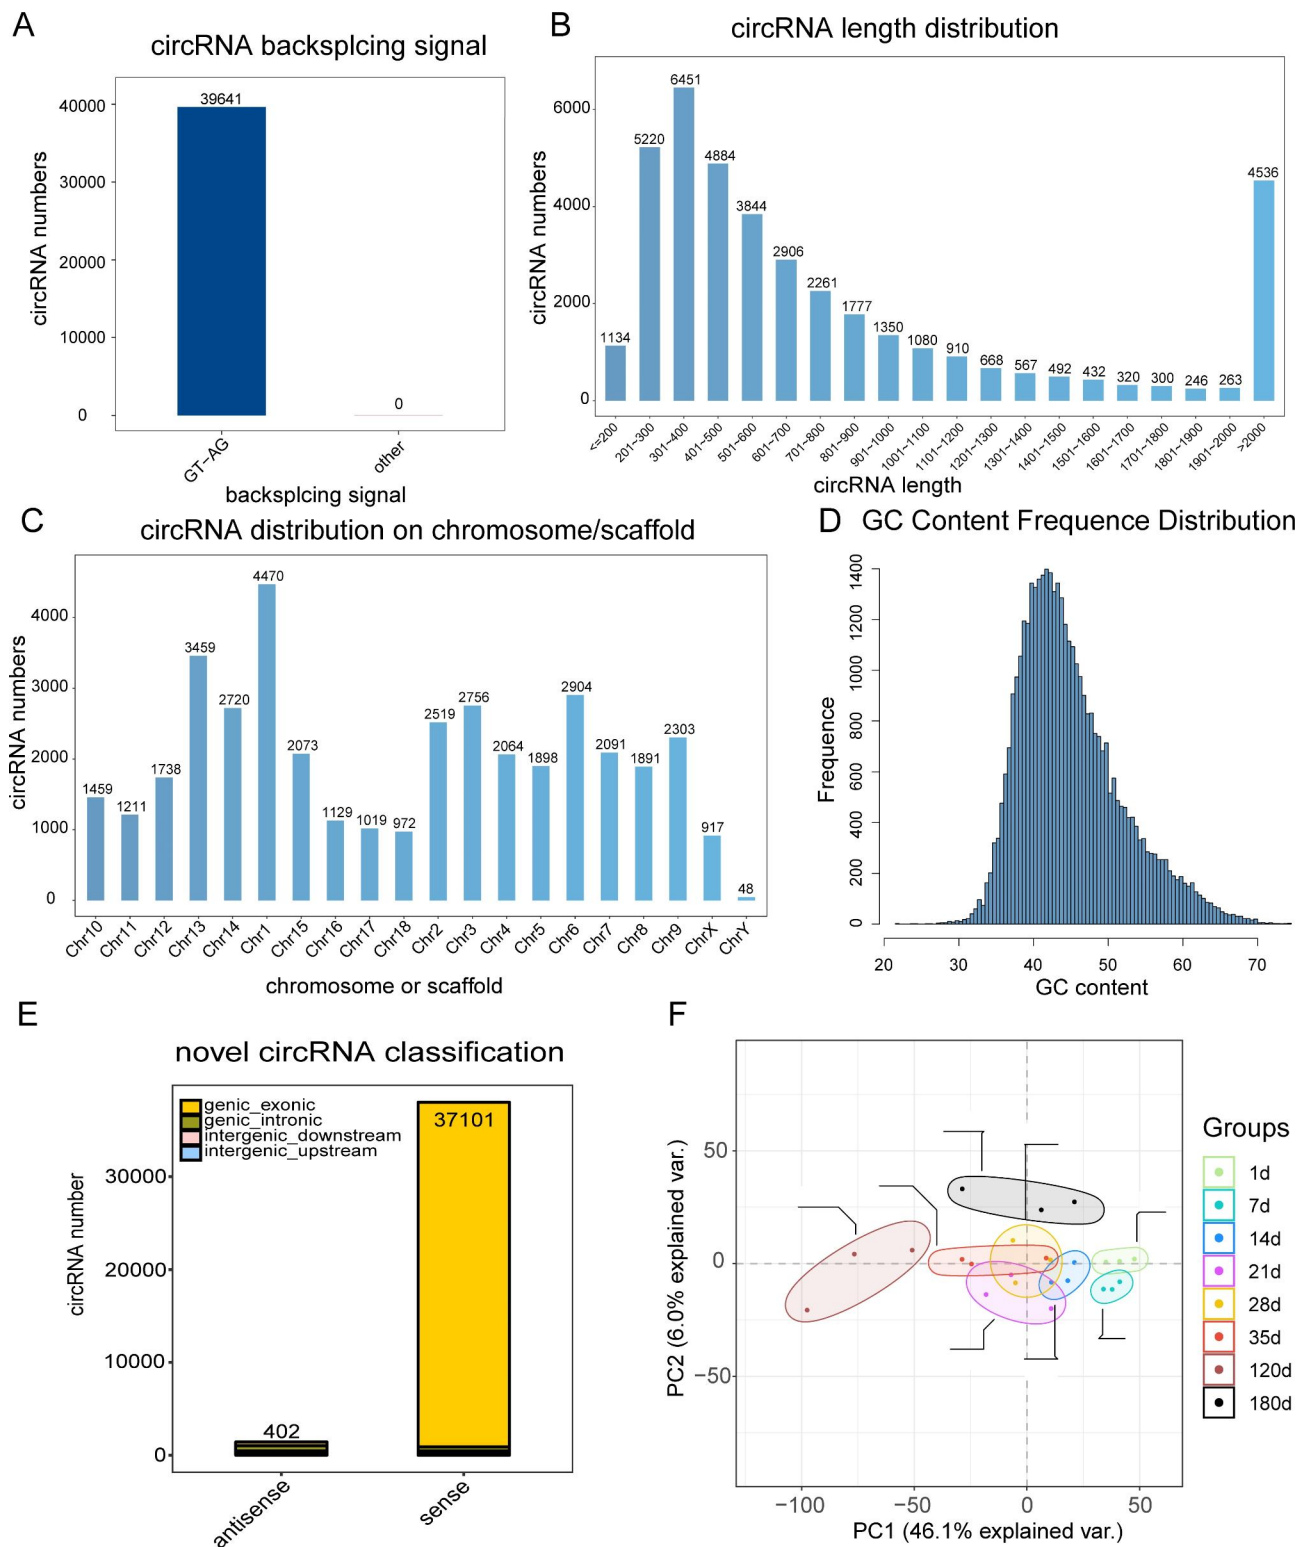 A
circRNA backsplcing signal
circRNA numbers
40000
30000
20000
10000
0
39641
0
GT-AG
other
backsplcing signal
B
circRNA length distribution
circRNA numbers
6000
4000
2000
0
1134
5220
6451
4884
3844
2906
2261
1777
1350
1080
910
668
567
492
432
320
300
246
263
4536
<=200
201~300
301~400
401~500
501~600
601~700
701~800
801~900
901~1000
1001~1100
1101~1200
1201~1300
1301~1400
1401~1500
1501~1600
1601~1700
1701~1800
1801~1900
1901~2000
>2000
circRNA length
C
circRNA distribution on chromosome/scaffold
circRNA numbers
4000
3000
2000
1000
0
1459
1211
1738
3459
2720
4470
2073
1129
1019
972
2519
2756
2064
1898
2904
2091
1891
2303
917
48
Chr10
Chr11
Chr12
Chr13
Chr14
Chr1
Chr15
Chr16
Chr17
Chr18
Chr2
Chr3
Chr4
Chr5
Chr6
Chr7
Chr8
Chr9
ChrX
ChrY
chromosome or scaffold
D
GC Content Frequence Distribution
Frequence
1400
1200
1000
800
600
400
200
0
20 30 40 50 60 70
GC content
E
novel circRNA classification
circRNA number
genic_exonic
genic_intronic
intergenic_downstream
intergenic_upstream
30000
20000
10000
0
402
37101
antisense
sense
F
PC2 (6.0% explained var.)
50
0
−50
−100 −50 0 50
PC1 (46.1% explained var.)
Groups
1d
7d
14d
21d
28d
35d
120d
180d